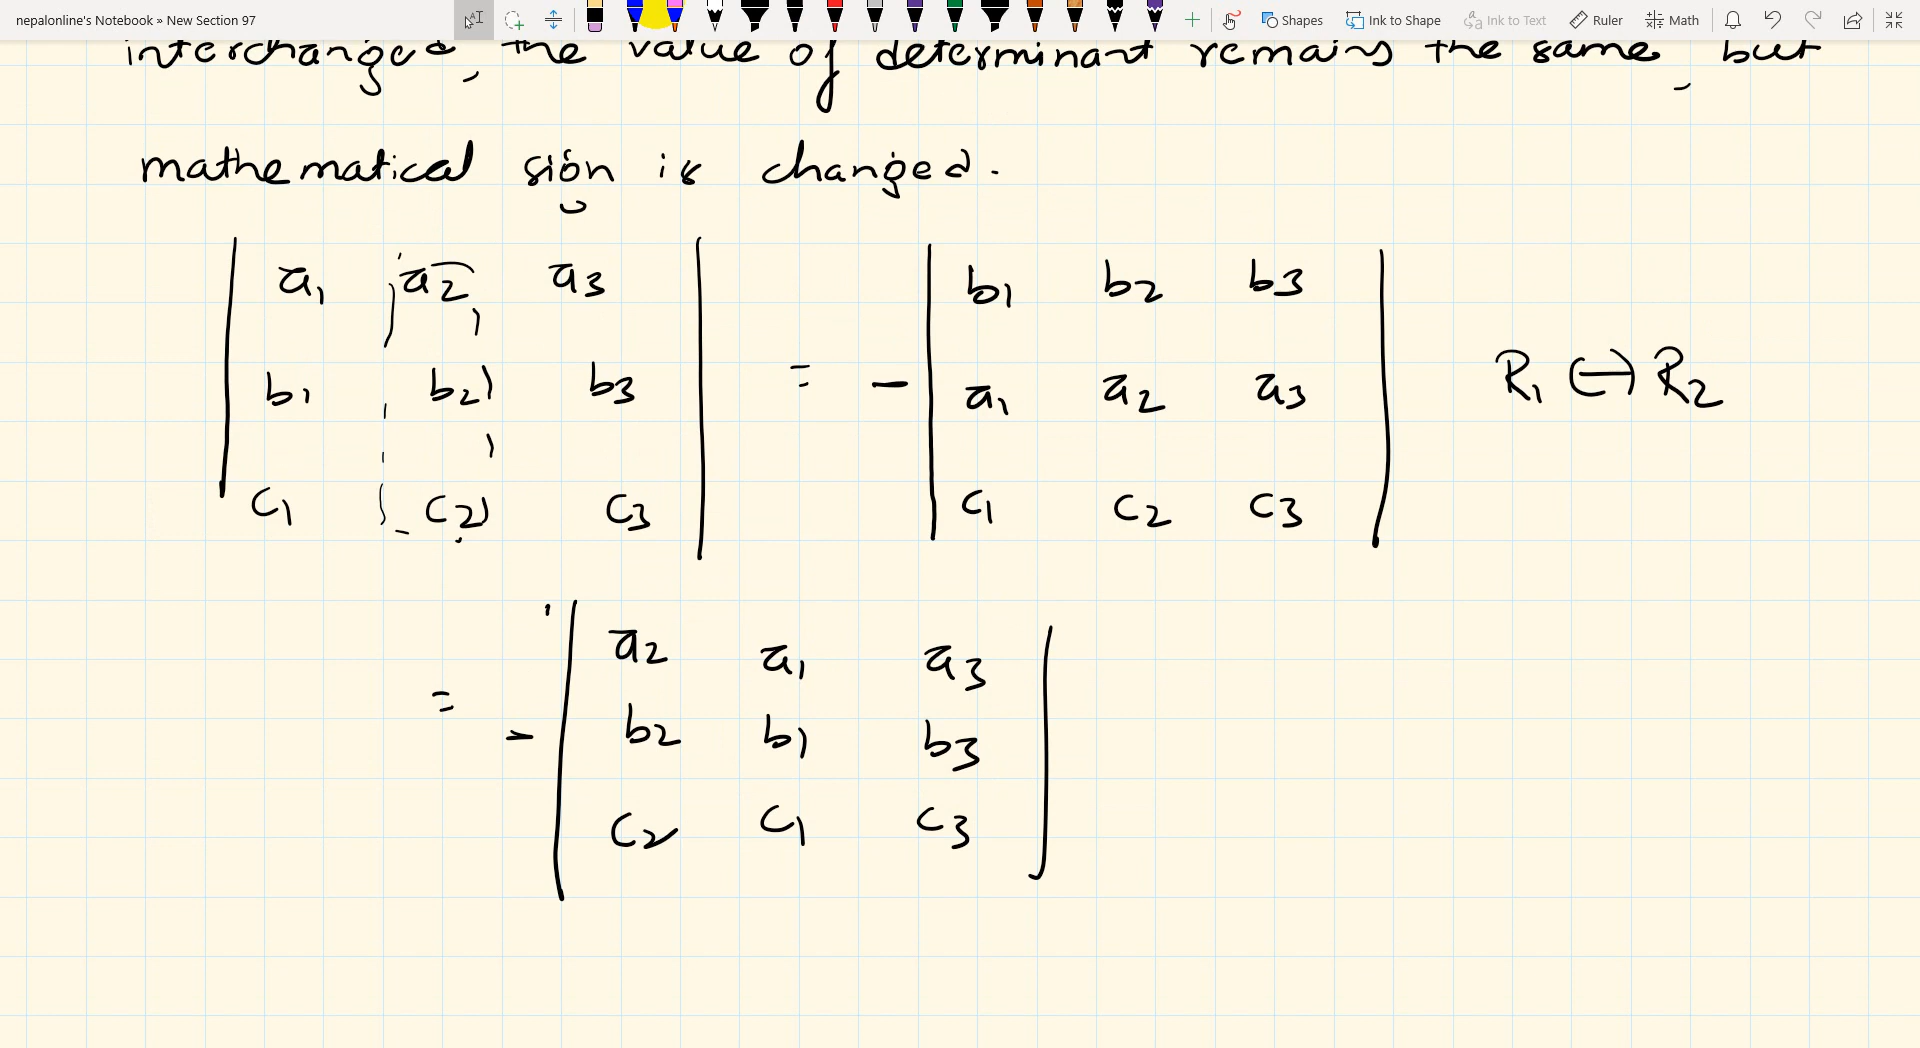 nepalonline's Notebook » New Section 97
Shapes Ink to Shape Ink to Text Ruler Math
interchanged, the value of determinant remains the same, but
mathematical sign is changed.
a1 a2 a3 b1 b2 b3
b1 b2 b3 = - a1 a2 a3 R1 ↔ R2
c1 c2 c3 c1 c2 c3
a2 a1 a3
= - b2 b1 b3
c2 c1 c3